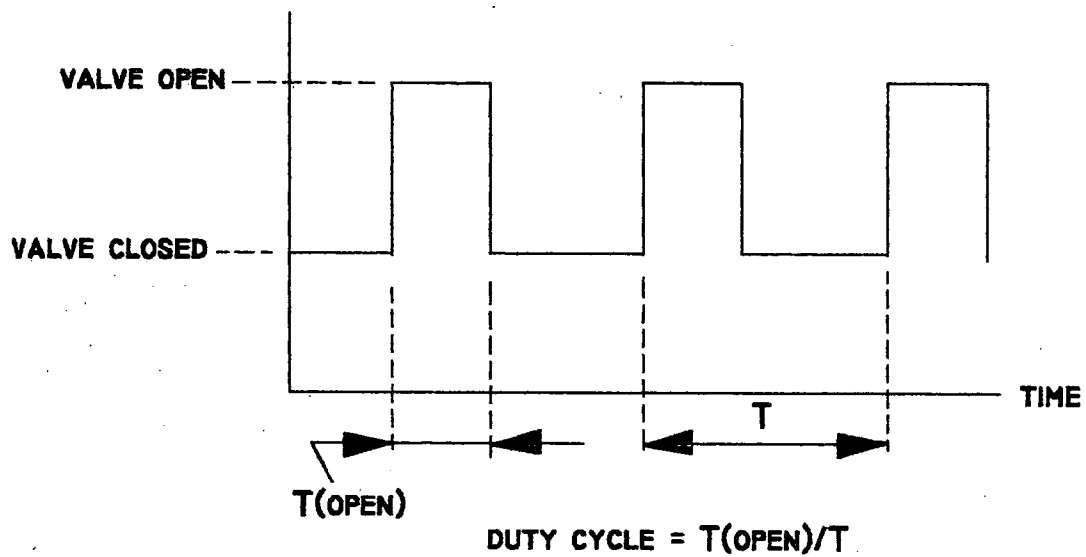 VALVE OPEN
VALVE CLOSED
TIME
T
T(OPEN)
DUTY CYCLE = T(OPEN)/T